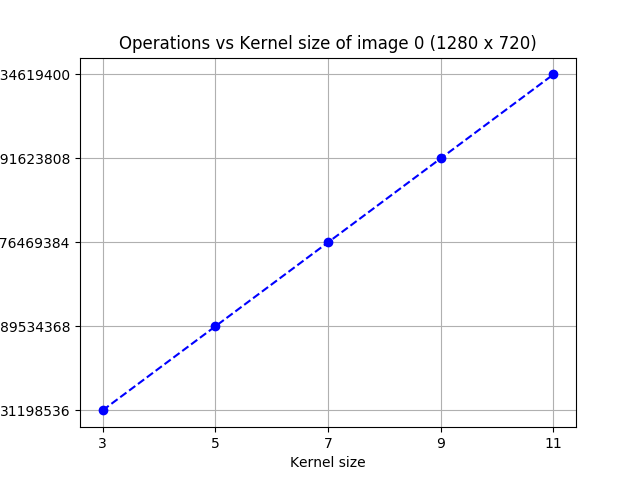 Operations vs Kernel size of image 0 (1280 x 720)
34619400
91623808
76469384
89534368
31198536
3 5 7 9 11
Kernel size